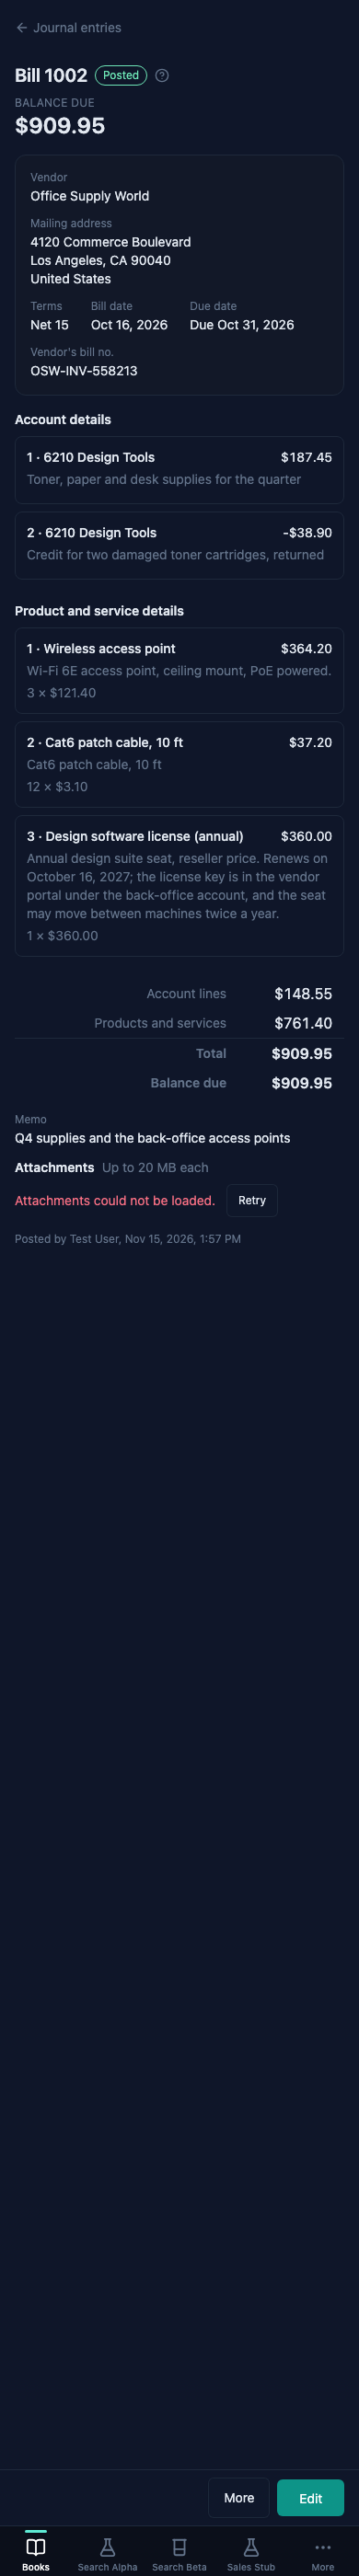 Journal entries
Bill 1002 Posted
BALANCE DUE
$909.95
Vendor
Office Supply World
Mailing address
4120 Commerce Boulevard
Los Angeles, CA 90040
United States
Terms Bill date Due date
Net 15 Oct 16, 2026 Due Oct 31, 2026
Vendor's bill no.
OSW-INV-558213
Account details
1 · 6210 Design Tools $187.45
Toner, paper and desk supplies for the quarter
2 · 6210 Design Tools -$38.90
Credit for two damaged toner cartridges, returned
Product and service details
1 · Wireless access point $364.20
Wi-Fi 6E access point, ceiling mount, PoE powered.
3 × $121.40
2 · Cat6 patch cable, 10 ft $37.20
Cat6 patch cable, 10 ft
12 × $3.10
3 · Design software license (annual) $360.00
Annual design suite seat, reseller price. Renews on
October 16, 2027; the license key is in the vendor
portal under the back-office account, and the seat
may move between machines twice a year.
1 × $360.00
Account lines $148.55
Products and services $761.40
Total $909.95
Balance due $909.95
Memo
Q4 supplies and the back-office access points
Attachments Up to 20 MB each
Attachments could not be loaded. Retry
Posted by Test User, Nov 15, 2026, 1:57 PM
More Edit
Books Search Alpha Search Beta Sales Stub More